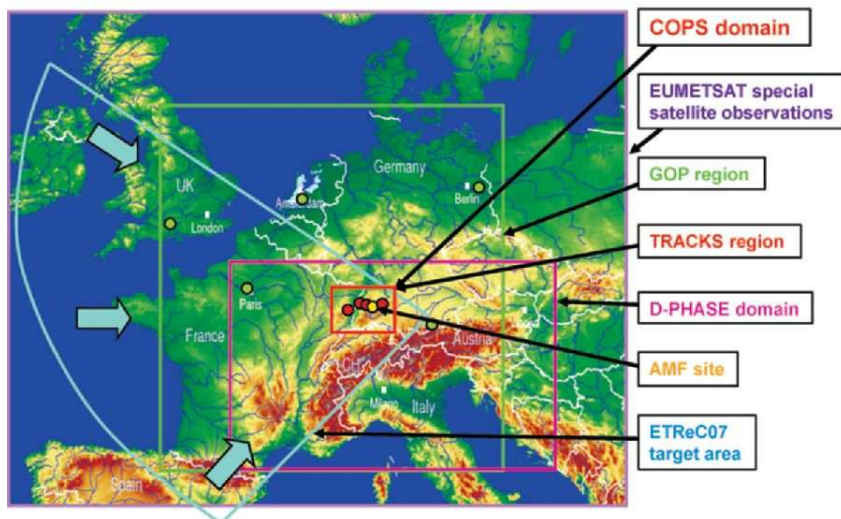 COPS domain
EUMETSAT special
satellite observations
GOP region
TRACKS region
D-PHASE domain
AMF site
ETReC07
target area
UK
London
Germany
Berlin
Paris
France
CH
Austria
Milano
Italy
Spain